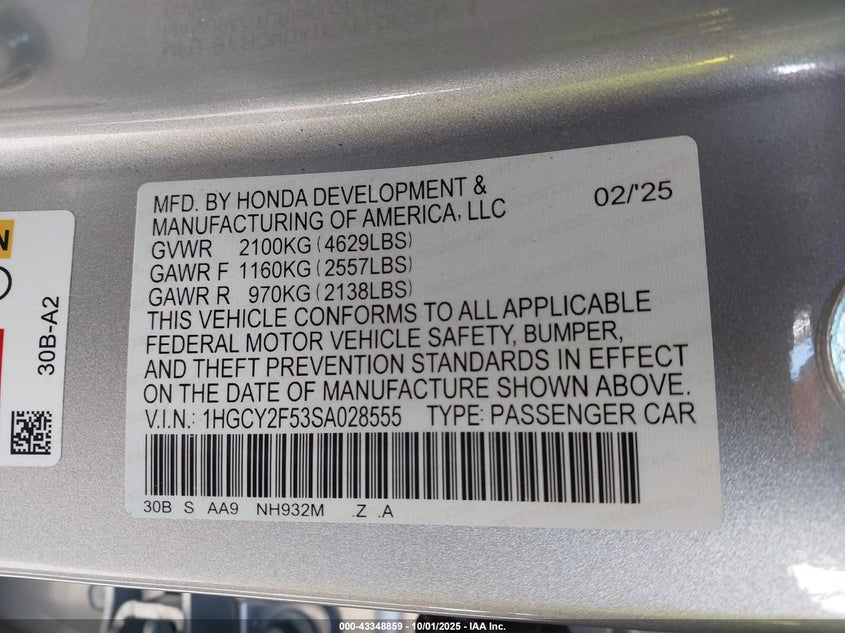 MFD. BY HONDA DEVELOPMENT & MANUFACTURING OF AMERICA, LLC 02/'25
GVWR 2100KG (4629LBS)
GAWR F 1160KG (2557LBS)
GAWR R 970KG (2138LBS)
THIS VEHICLE CONFORMS TO ALL APPLICABLE
FEDERAL MOTOR VEHICLE SAFETY, BUMPER,
AND THEFT PREVENTION STANDARDS IN EFFECT
ON THE DATE OF MANUFACTURE SHOWN ABOVE.
V.I.N.: 1HGCY2F53SA028555 TYPE: PASSENGER CAR
30B S AA9 NH932M .Z .A
30B-A2
000-43348859 - 10/01/2025 - IAA Inc.